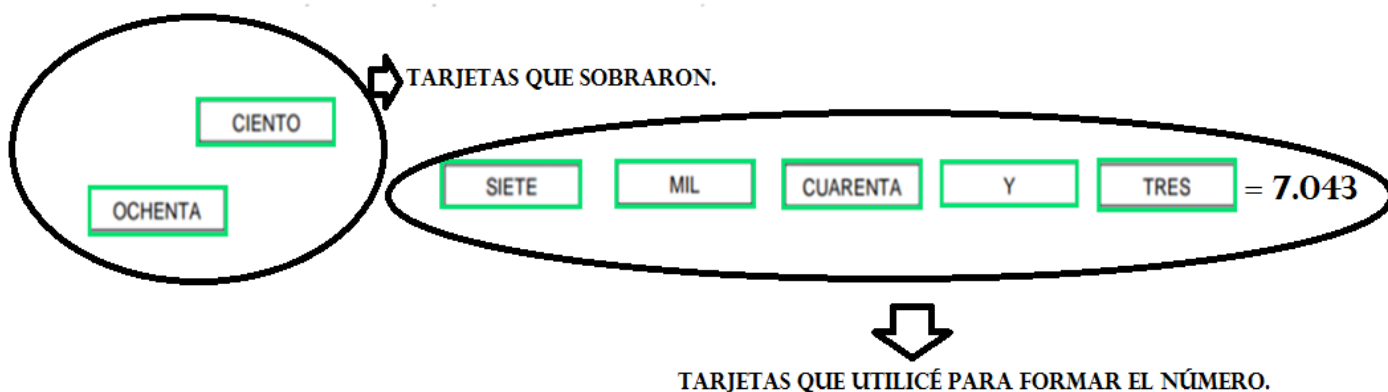 TARJETAS QUE SOBRARON.
CIENTO
OCHENTA
SIETE MIL CUARENTA Y TRES = 7.043
TARJETAS QUE UTILICÉ PARA FORMAR EL NÚMERO.